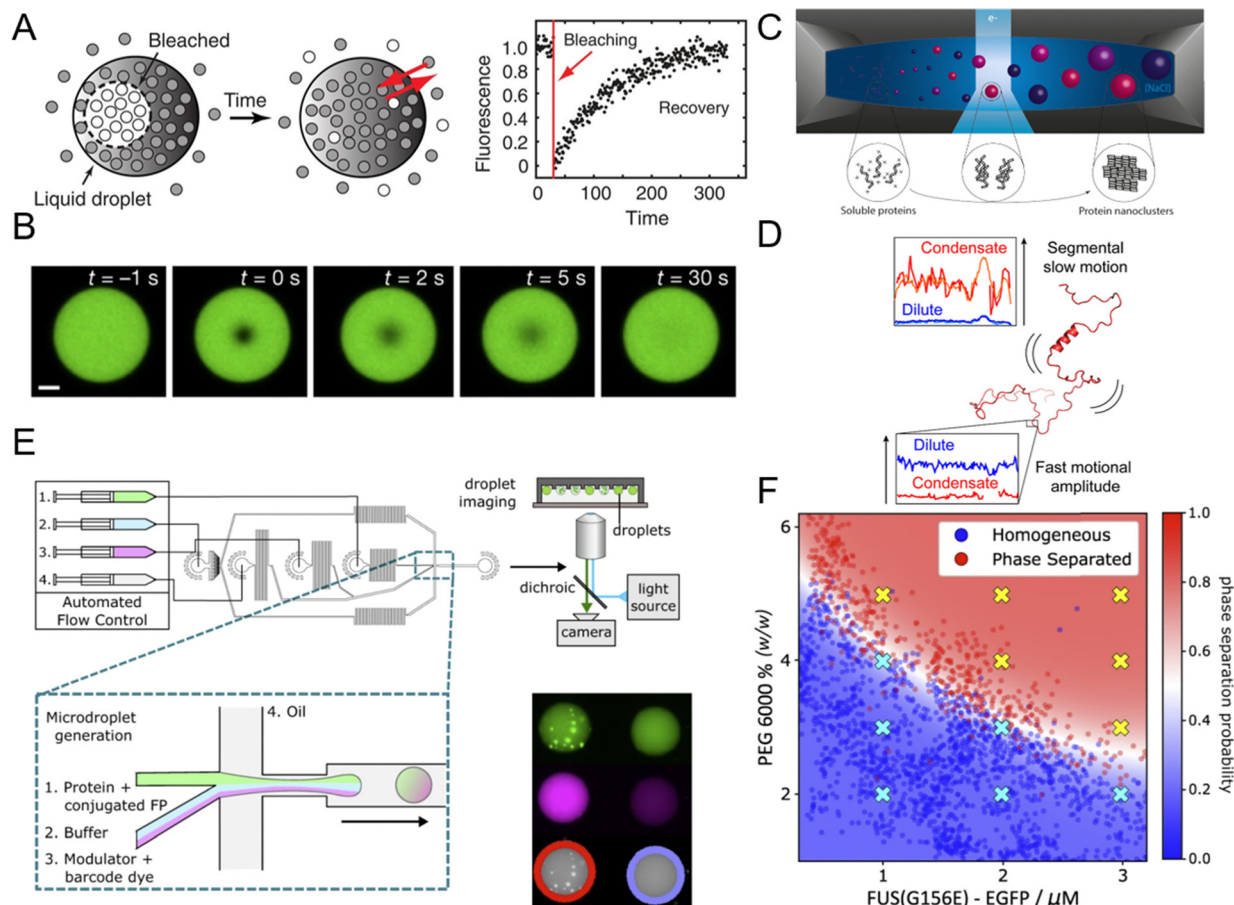 A
Bleached
Time
Liquid droplet
Fluorescence
1.0
0.8
0.6
0.4
0.2
0
Bleaching
Recovery
0 100 200 300
Time
B
t = −1 s
t = 0 s
t = 2 s
t = 5 s
t = 30 s
C
e-
[NaCl]
Soluble proteins
Protein nanoclusters
D
Condensate
Dilute
Segmental
slow motion
Dilute
Condensate
Fast motional
amplitude
E
1.
2.
3.
4.
Automated
Flow Control
droplet
imaging
droplets
dichroic
light
source
camera
Microdroplet
generation
4. Oil
1. Protein +
conjugated FP
2. Buffer
3. Modulator +
barcode dye
F
Homogeneous
Phase Separated
PEG 6000 % (w/w)
6
4
2
1 2 3
FUS(G156E) - EGFP / μM
1.0
0.8
0.6
0.4
0.2
0.0
phase separation probability